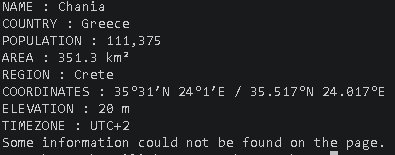 NAME : Chania
COUNTRY : Greece
POPULATION : 111,375
AREA : 351.3 km²
REGION : Crete
COORDINATES : 35°31′N 24°1′E / 35.517°N 24.017°E
ELEVATION : 20 m
TIMEZONE : UTC+2
Some information could not be found on the page.